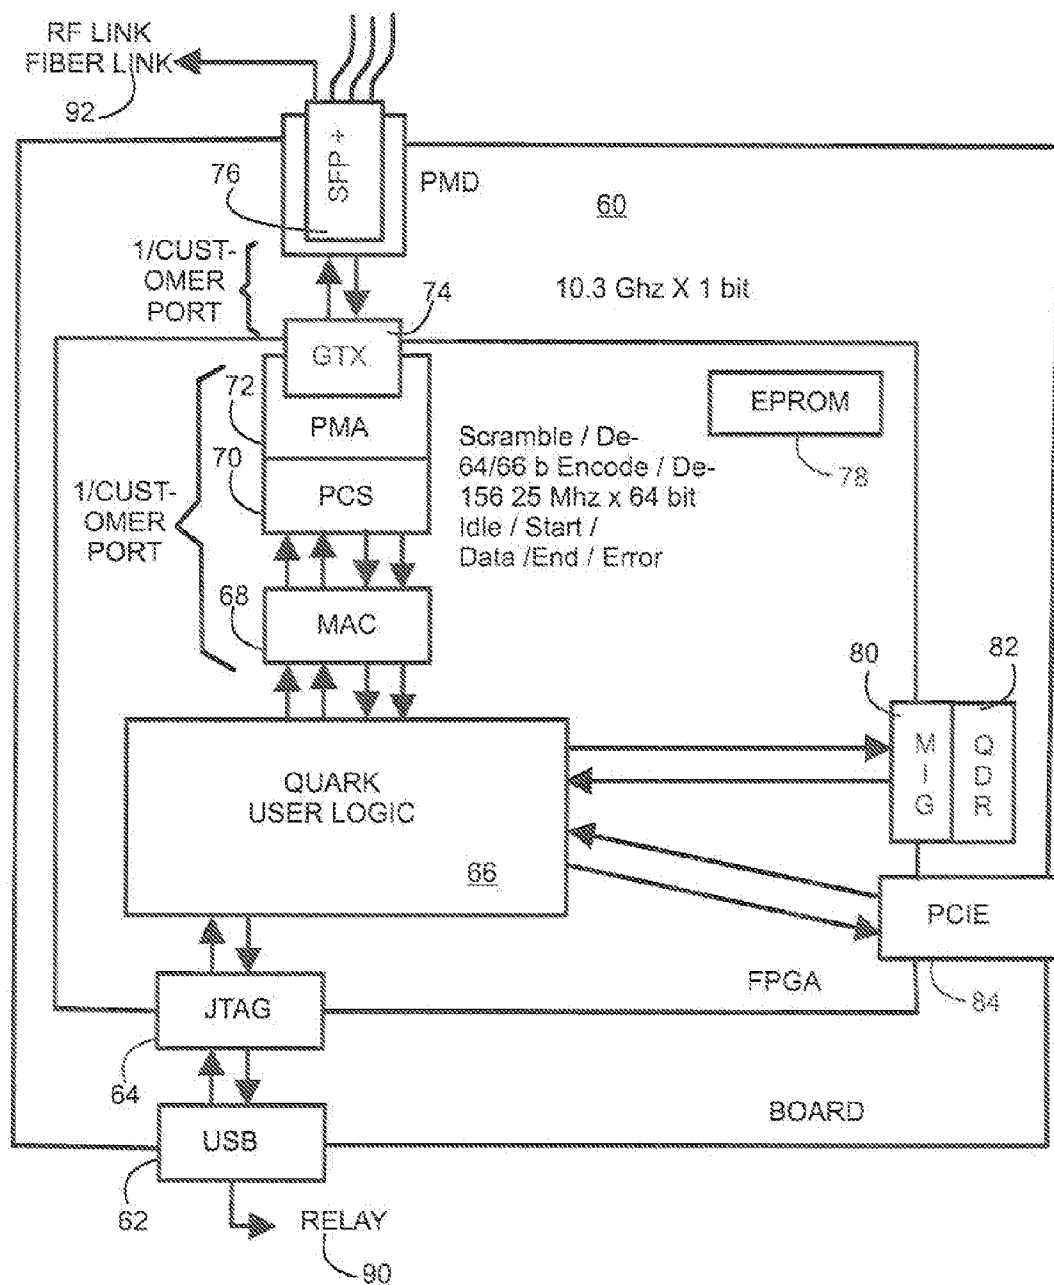 RF LINK
FIBER LINK
92
SFP +
76
PMD
60
1/CUST-
OMER
PORT
10.3 Ghz X 1 bit
74
GTX
72
PMA
EPROM
78
70
PCS
Scramble / De-
64/66 b Encode / De-
156 25 Mhz x 64 bit
Idle / Start /
Data /End / Error
1/CUST-
OMER
PORT
68
MAC
80
82
MIG
QDR
QUARK
USER LOGIC
66
PCIE
84
FPGA
JTAG
64
BOARD
USB
62
RELAY
90